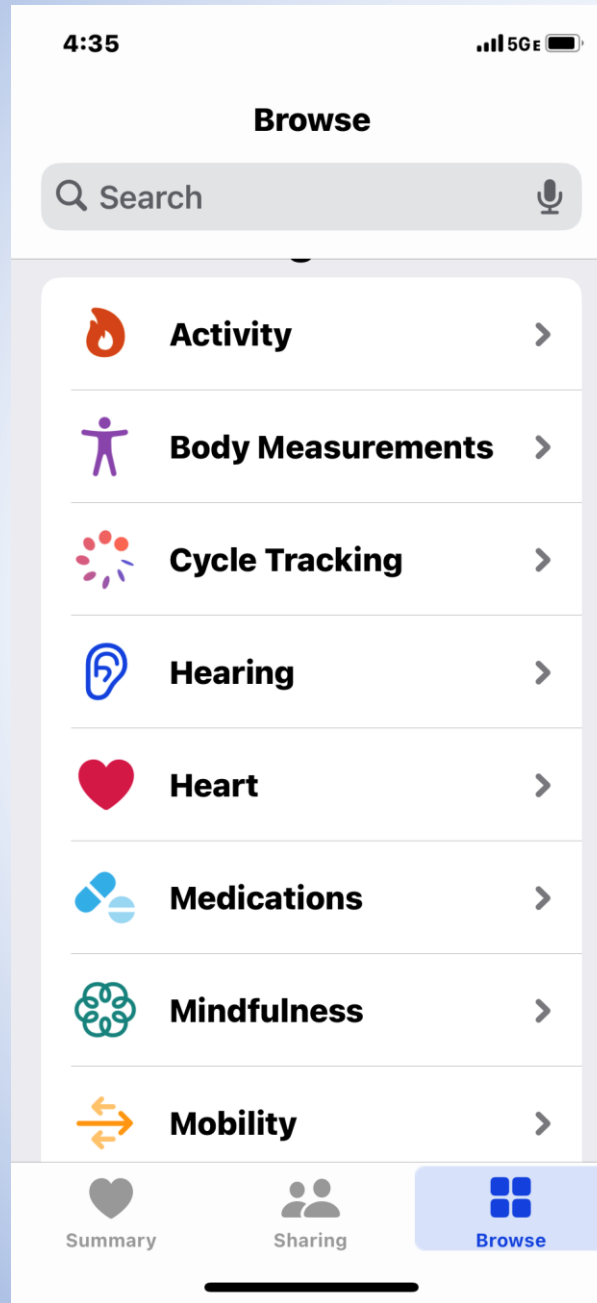 4:35 5GE
Browse
Search
Activity
Body Measurements
Cycle Tracking
Hearing
Heart
Medications
Mindfulness
Mobility
Summary Sharing Browse